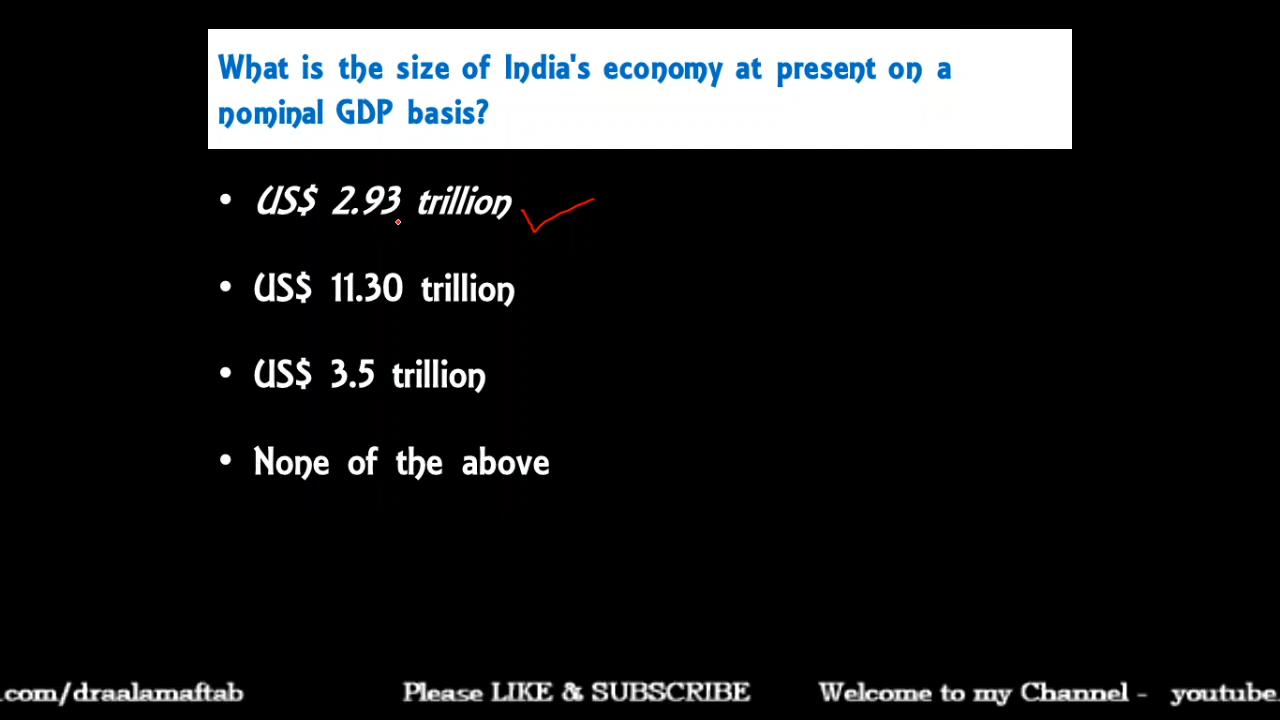 What is the size of India's economy at present on a
nominal GDP basis?
• US$ 2.93 trillion
• US$ 11.30 trillion
• US$ 3.5 trillion
• None of the above
.com/draalamaftab Please LIKE & SUBSCRIBE Welcome to my Channel - youtube.